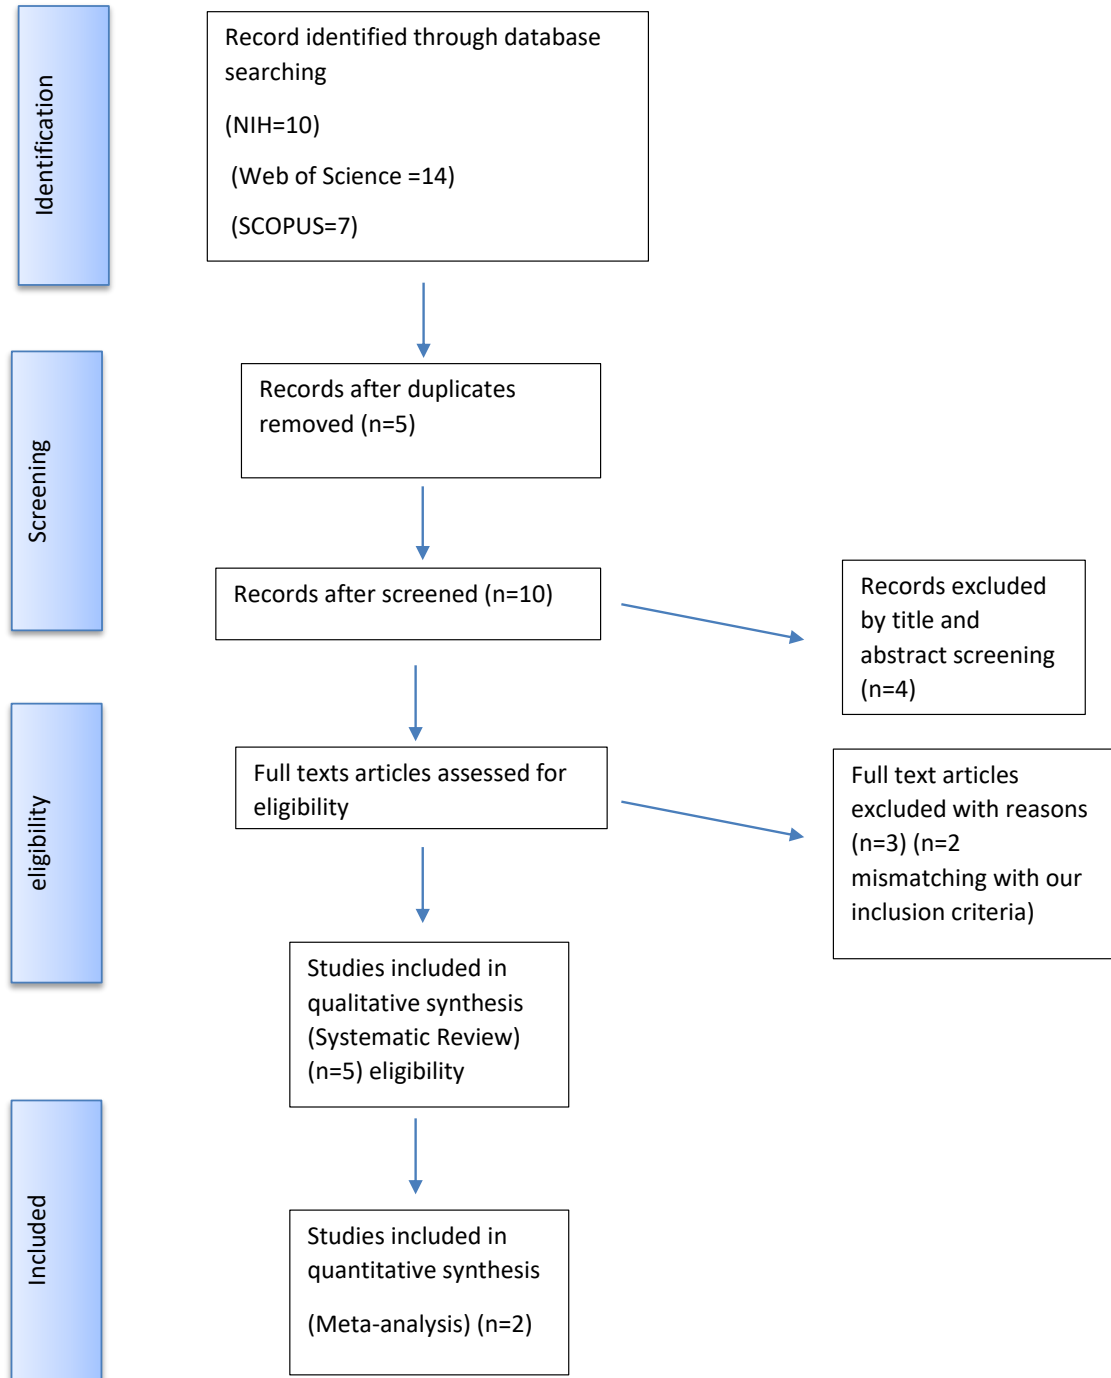 Identification
Record identified through database
searching
(NIH=10)
(Web of Science =14)
(SCOPUS=7)
Screening
Records after duplicates
removed (n=5)
Records after screened (n=10)
Records excluded
by title and
abstract screening
(n=4)
eligibility
Full texts articles assessed for
eligibility
Full text articles
excluded with reasons
(n=3) (n=2
mismatching with our
inclusion criteria)
Studies included in
qualitative synthesis
(Systematic Review)
(n=5) eligibility
Included
Studies included in
quantitative synthesis
(Meta-analysis) (n=2)